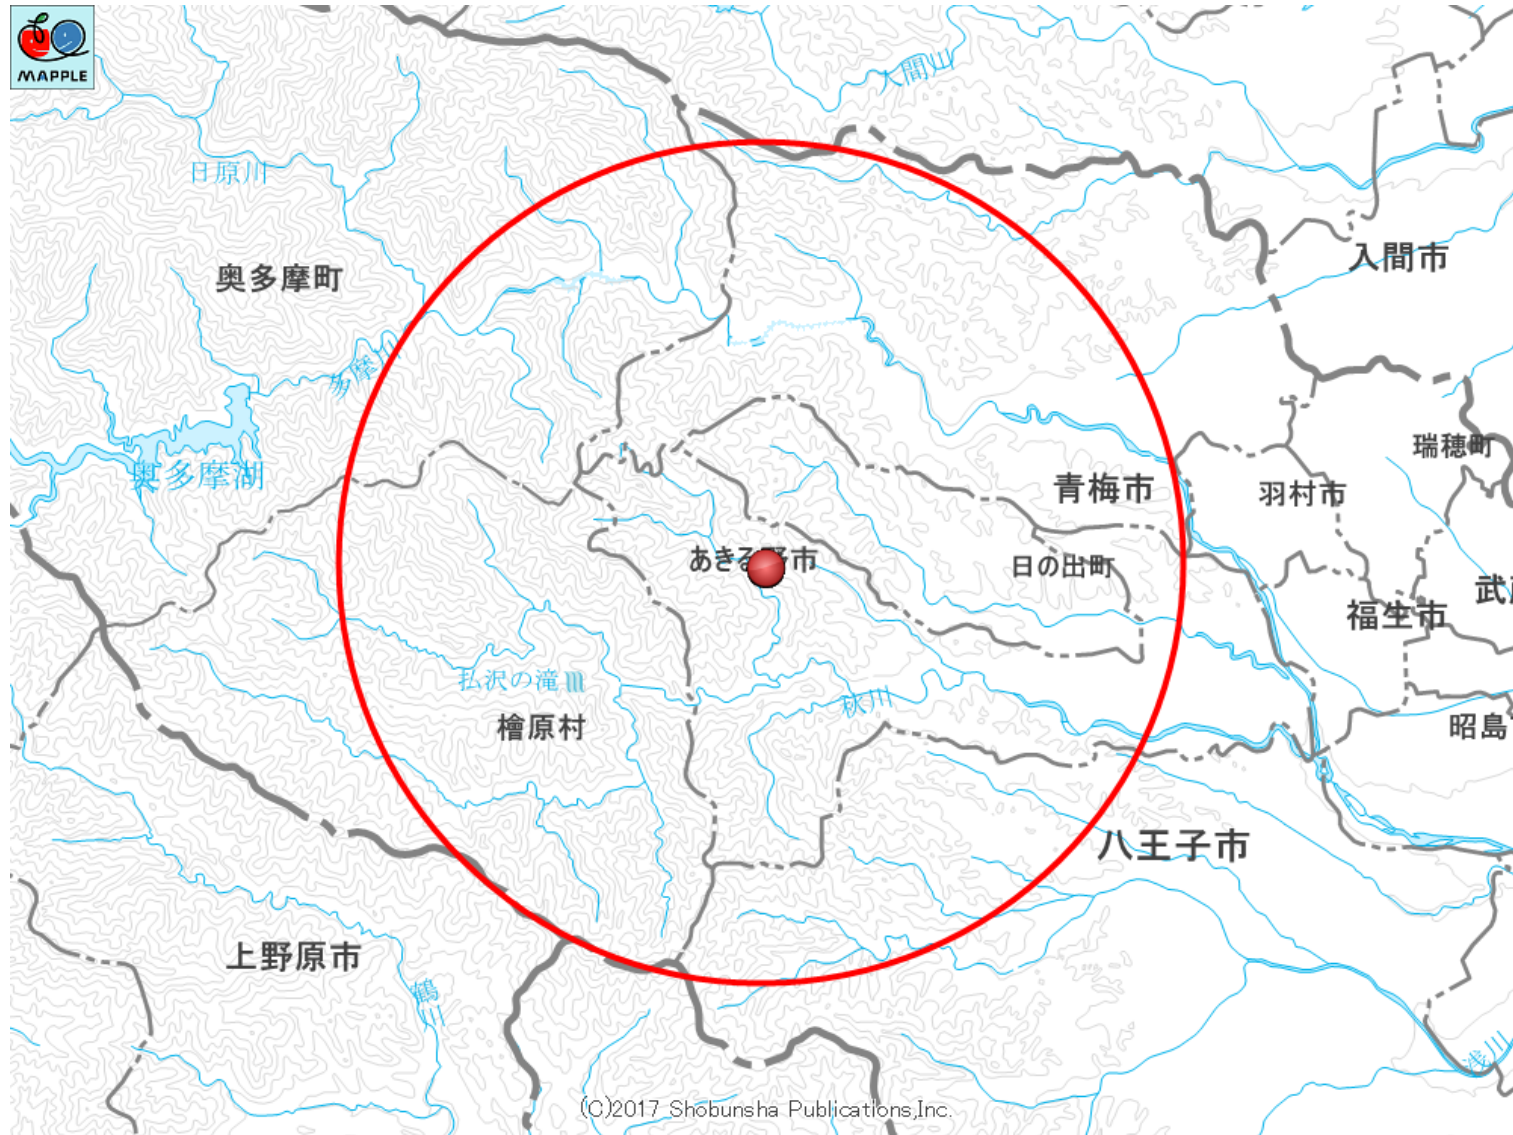 MAPPLE
入間川
日原川
入間市
奥多摩町
多摩川
瑞穂町
奥多摩湖
青梅市
羽村市
あきる野市
日の出町
福生市
払沢の滝
檜原村
秋川
昭島
八王子市
上野原市
鶴川
浅川
(C)2017 Shobunsha Publications,Inc.